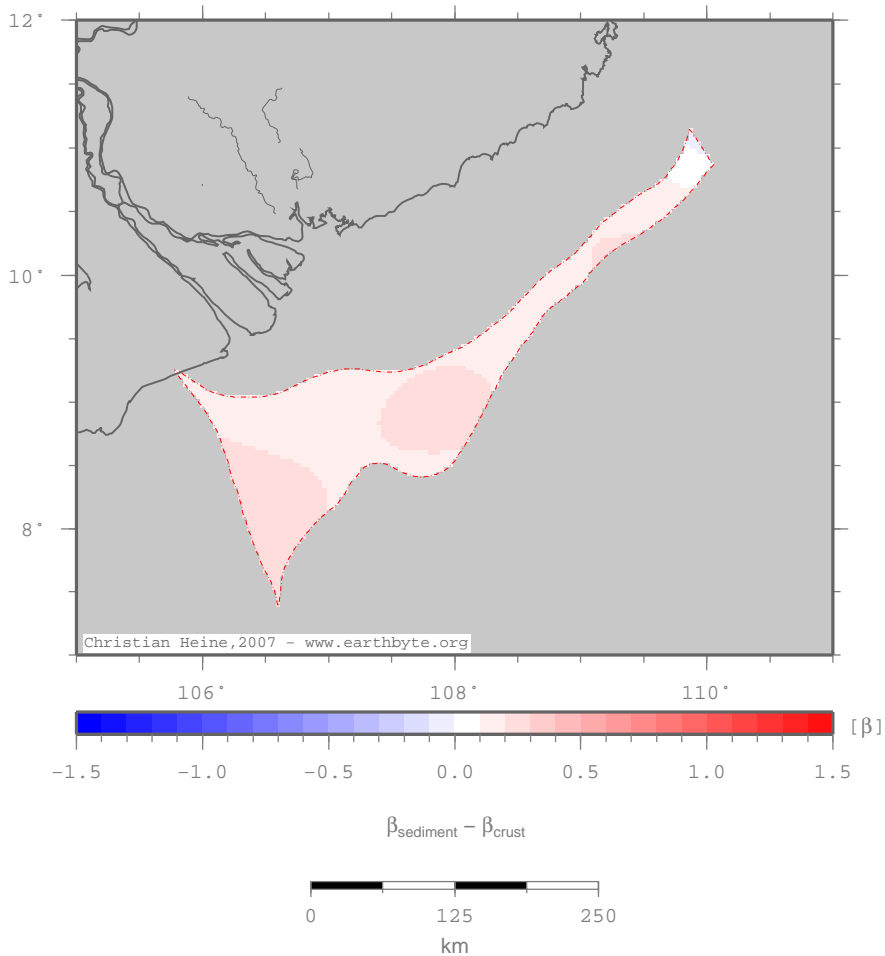 12°
10°
8°
Christian Heine,2007 - www.earthbyte.org
106° 108° 110°
[β]
-1.5 -1.0 -0.5 0.0 0.5 1.0 1.5
βsediment – βcrust
0 125 250
km